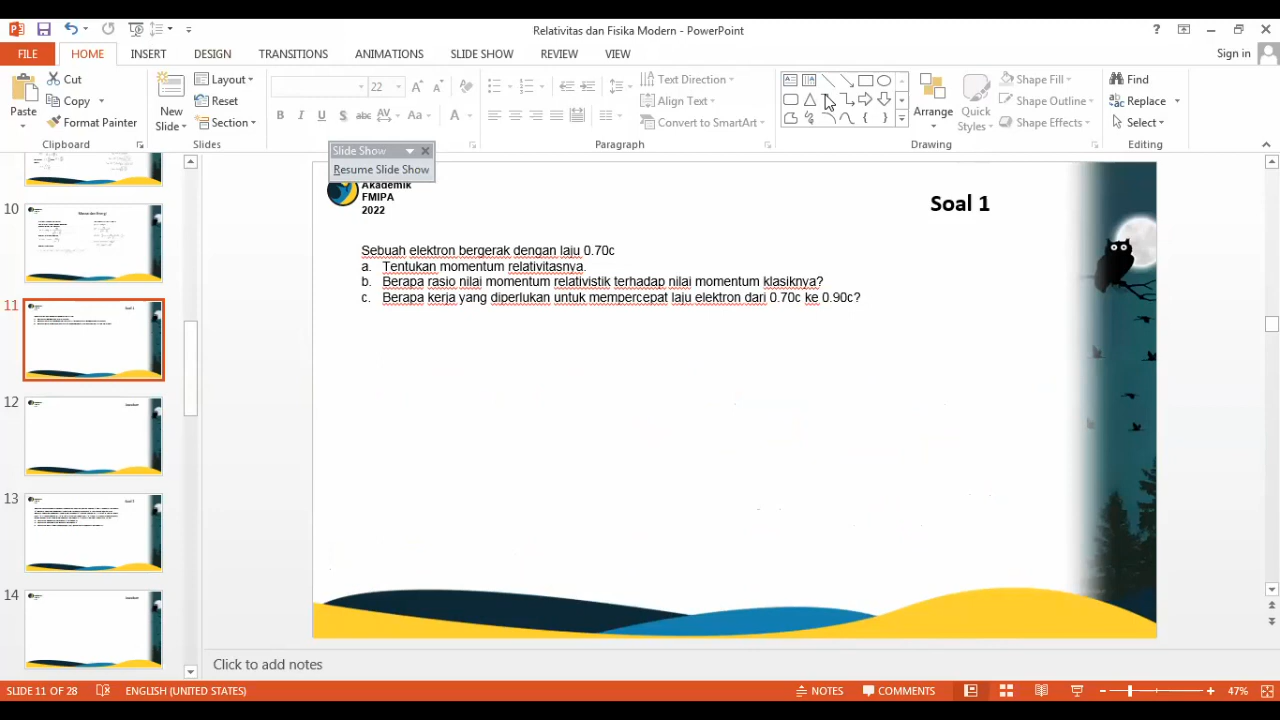 Relativitas dan Fisika Modern - PowerPoint
FILE HOME INSERT DESIGN TRANSITIONS ANIMATIONS SLIDE SHOW REVIEW VIEW Sign in
Paste
Cut
Copy
Format Painter
Clipboard
New Slide
Layout
Reset
Section
Slides
22
Paragraph
Text Direction
Align Text
Convert to SmartArt
Drawing
Arrange
Quick Styles
Shape Fill
Shape Outline
Shape Effects
Find
Replace
Select
Editing
Slide Show
Resume Slide Show
10
11
12
13
14
Akademik
FMIPA
2022
Soal 1
Sebuah elektron bergerak dengan laju 0.70c
a. Tentukan momentum relativitasnya.
b. Berapa rasio nilai momentum relativistik terhadap nilai momentum klasiknya?
c. Berapa kerja yang diperlukan untuk mempercepat laju elektron dari 0.70c ke 0.90c?
Click to add notes
SLIDE 11 OF 28 ENGLISH (UNITED STATES) NOTES COMMENTS 47%